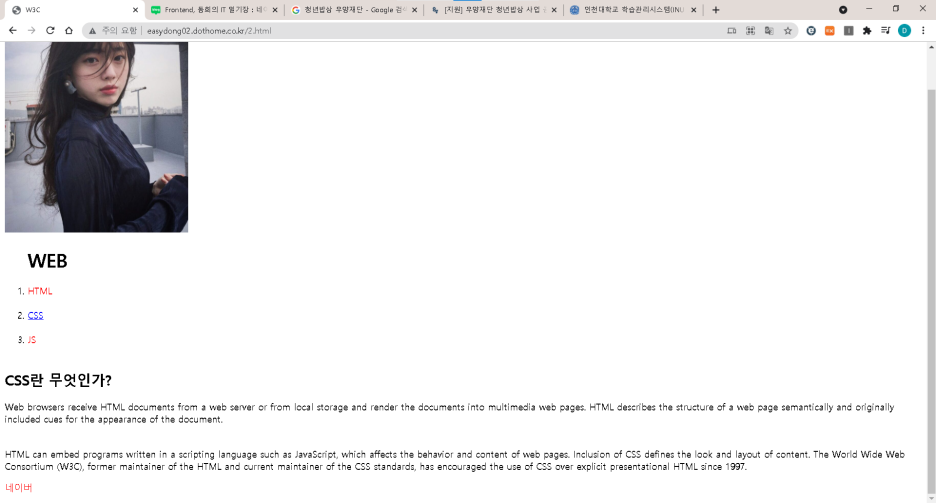 W3C
Frontend, 동희의 IT 일기장 : 네이
청년밥상 우양재단 - Google 검색
[지원] 우양재단 청년밥상 사업
인천대학교 학습관리시스템(INU
주의 요함 | easydong02.dothome.co.kr/2.html
D
WEB
1. HTML
2. CSS
3. JS
CSS란 무엇인가?
Web browsers receive HTML documents from a web server or from local storage and render the documents into multimedia web pages. HTML describes the structure of a web page semantically and originally
included cues for the appearance of the document.
HTML can embed programs written in a scripting language such as JavaScript, which affects the behavior and content of web pages. Inclusion of CSS defines the look and layout of content. The World Wide Web
Consortium (W3C), former maintainer of the HTML and current maintainer of the CSS standards, has encouraged the use of CSS over explicit presentational HTML since 1997.
네이버